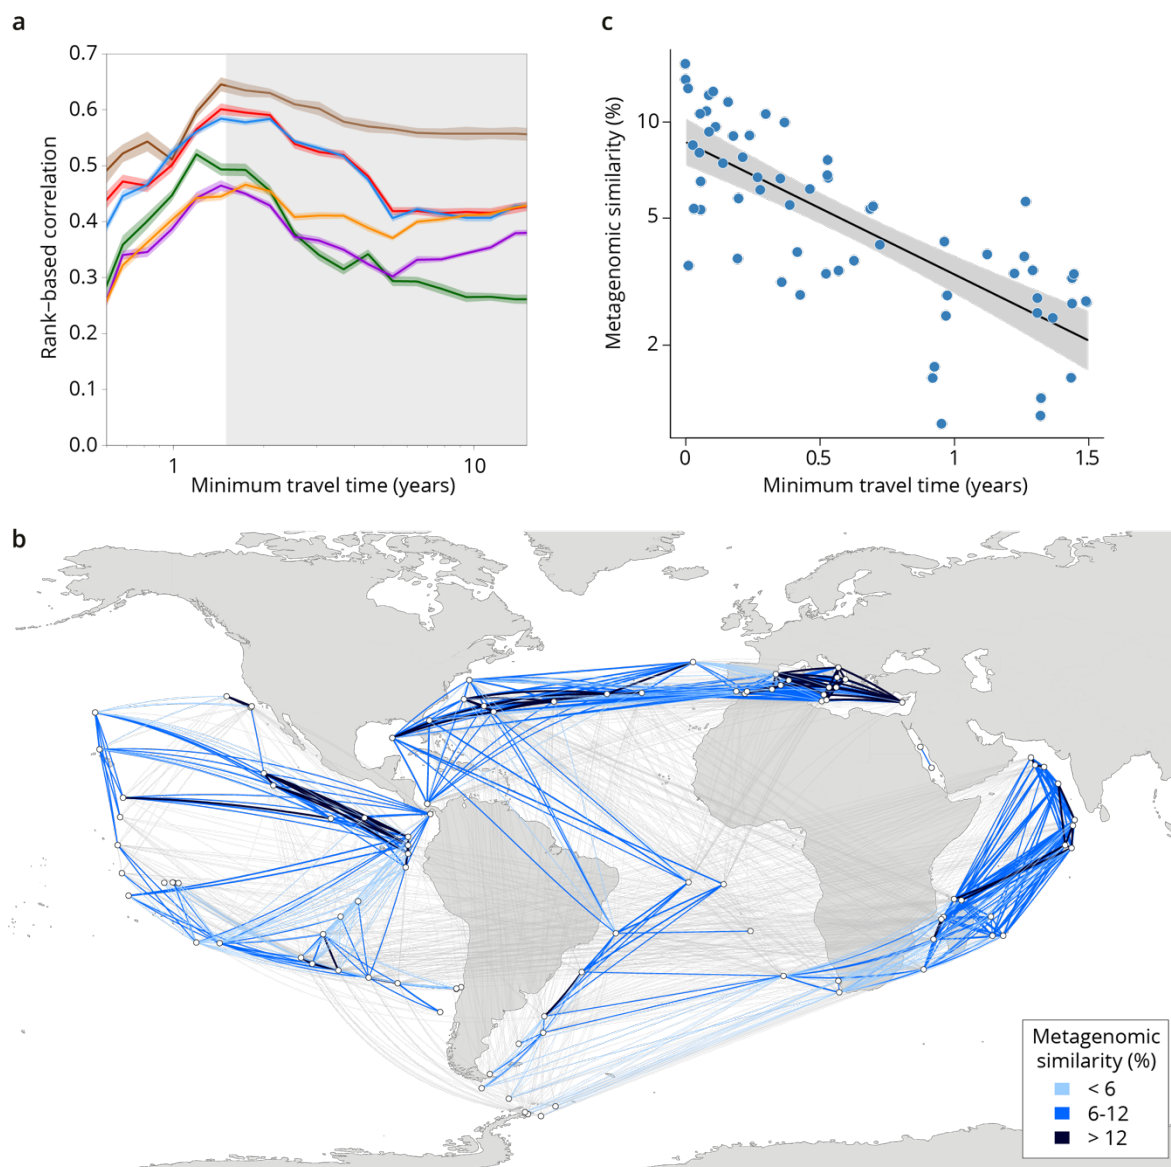 a
0.7
0.6
0.5
0.4
0.3
0.2
0.1
0.0
Rank−based correlation
1
10
Minimum travel time (years)
c
10
5
2
Metagenomic similarity (%)
0
0.5
1
1.5
Minimum travel time (years)
b
Metagenomic
similarity (%)
< 6
6-12
> 12